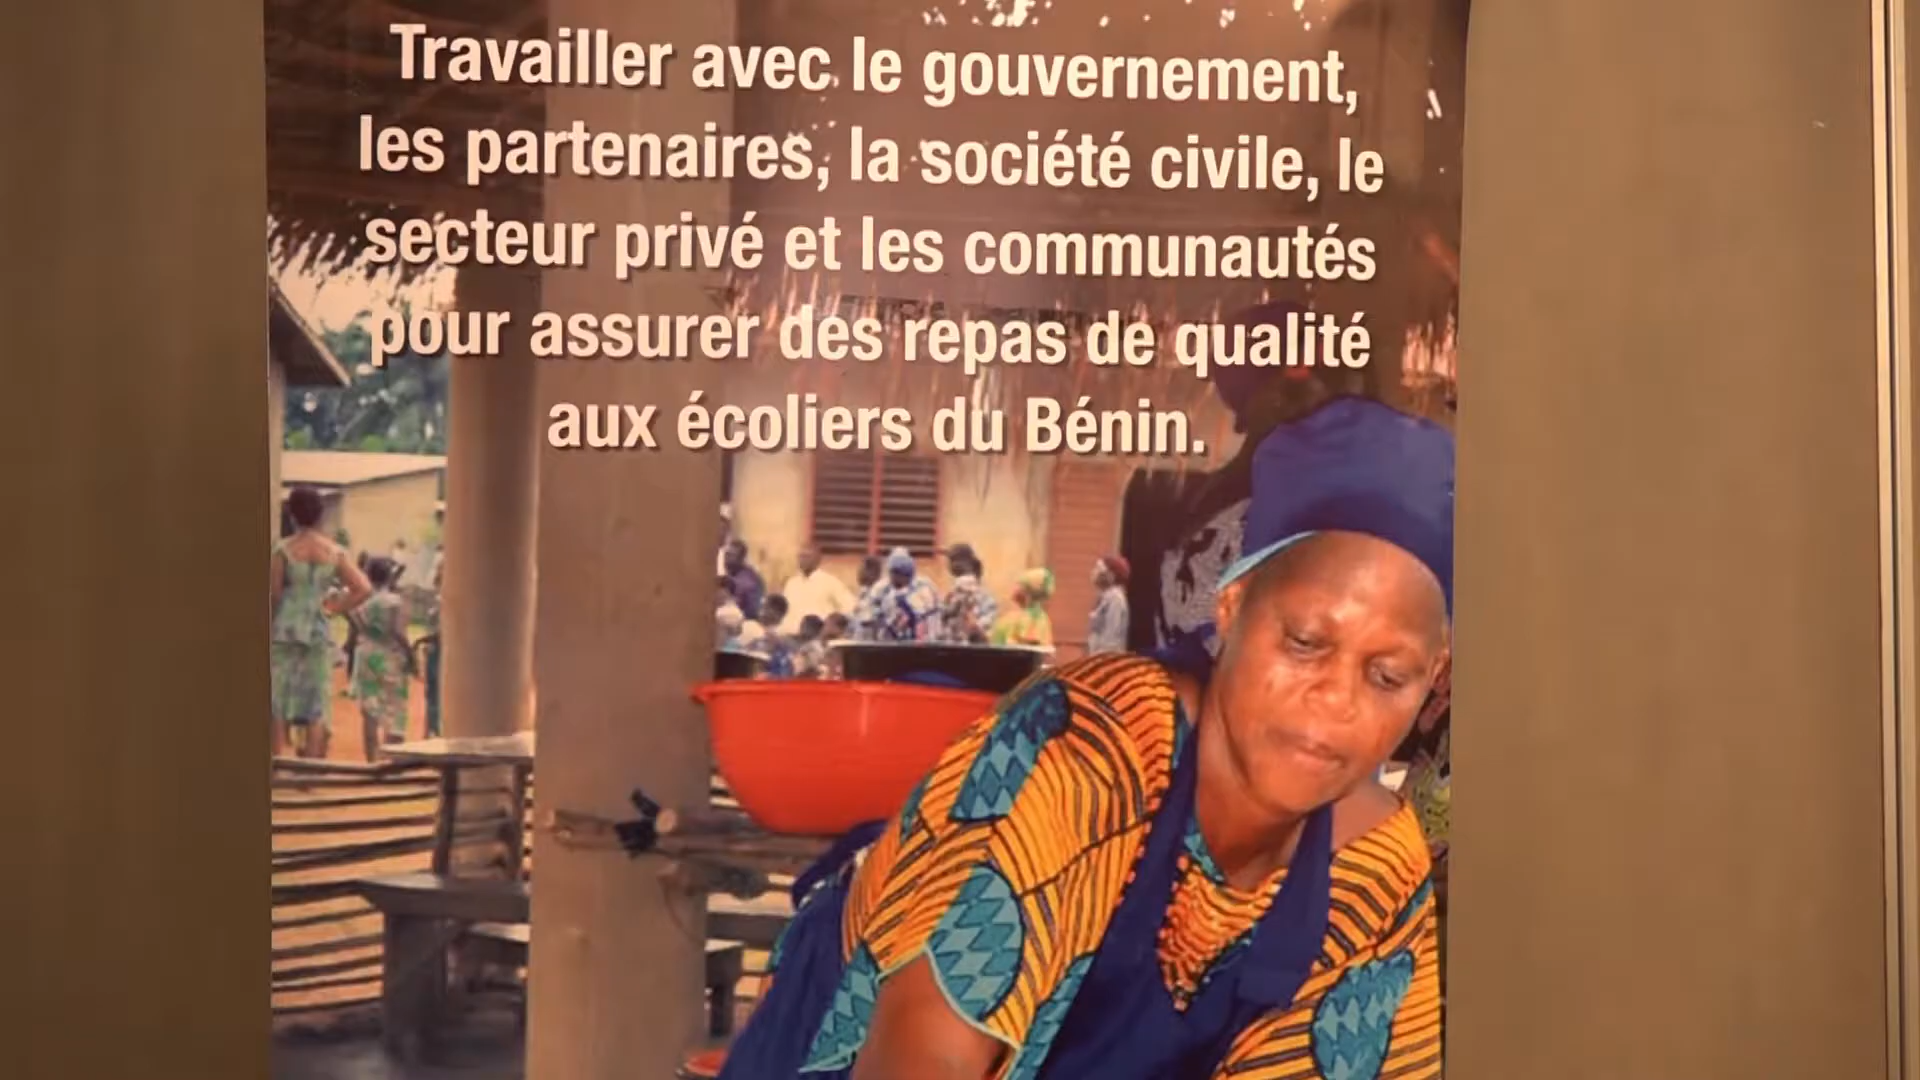 Travailler avec le gouvernement,
les partenaires, la société civile, le
secteur privé et les communautés
pour assurer des repas de qualité
aux écoliers du Bénin.